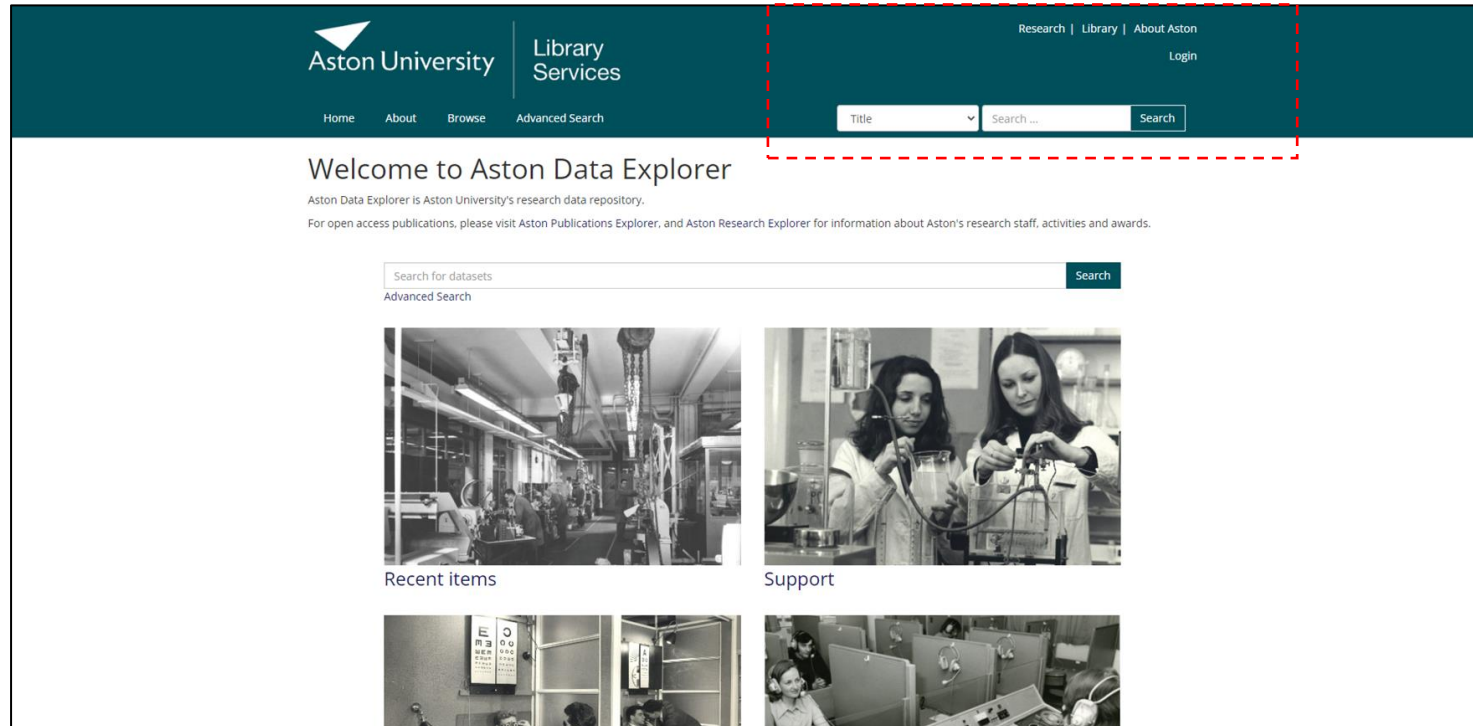 Aston University
Library
Services
Research | Library | About Aston
Login
Home About Browse Advanced Search
Title Search ... Search
Welcome to Aston Data Explorer
Aston Data Explorer is Aston University's research data repository.
For open access publications, please visit Aston Publications Explorer, and Aston Research Explorer for information about Aston's research staff, activities and awards.
Search for datasets Search
Advanced Search
Recent items
Support